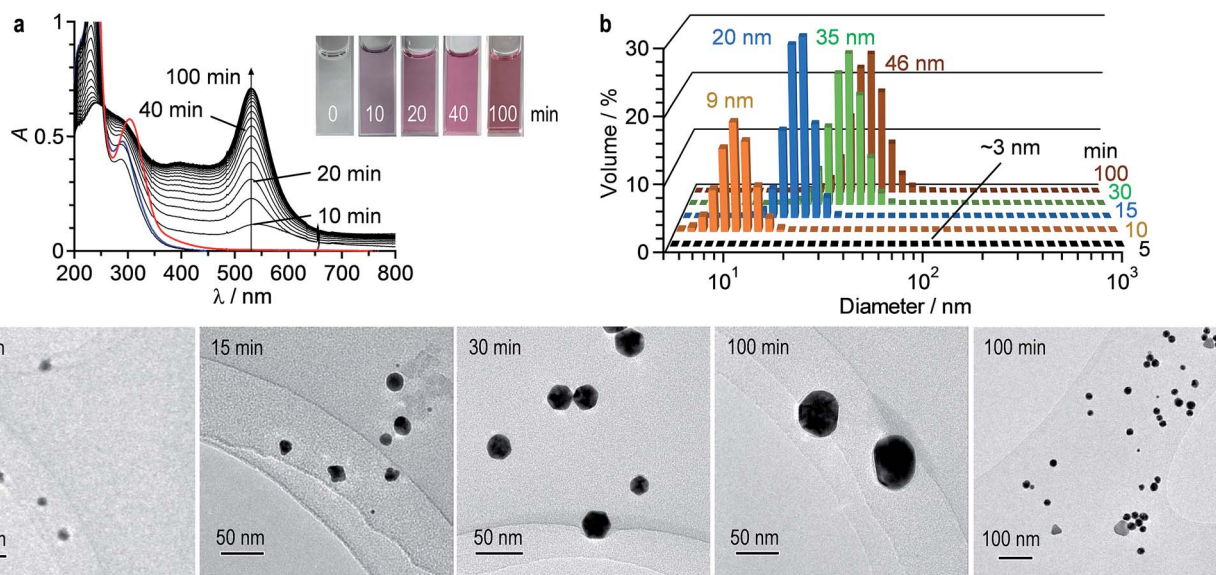 a
1
0.5
0
A
200 300 400 500 600 700 800
λ / nm
100 min
40 min
20 min
10 min
0 10 20 40 100 min
b
30
20
10
0
Volume / %
20 nm
35 nm
46 nm
9 nm
~3 nm
min
100
30
15
10
5
10¹ 10² 10³
Diameter / nm
15 min
50 nm
30 min
50 nm
100 min
50 nm
100 min
100 nm